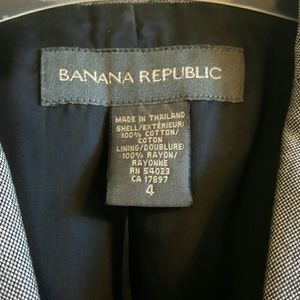 BANANA REPUBLIC
MADE IN THAILAND
SHELL/EXTÉRIEUR:
100% COTTON/
COTON
LINING/DOUBLURE:
100% RAYON/
RAYONNE
RN 54023
CA 17897
4